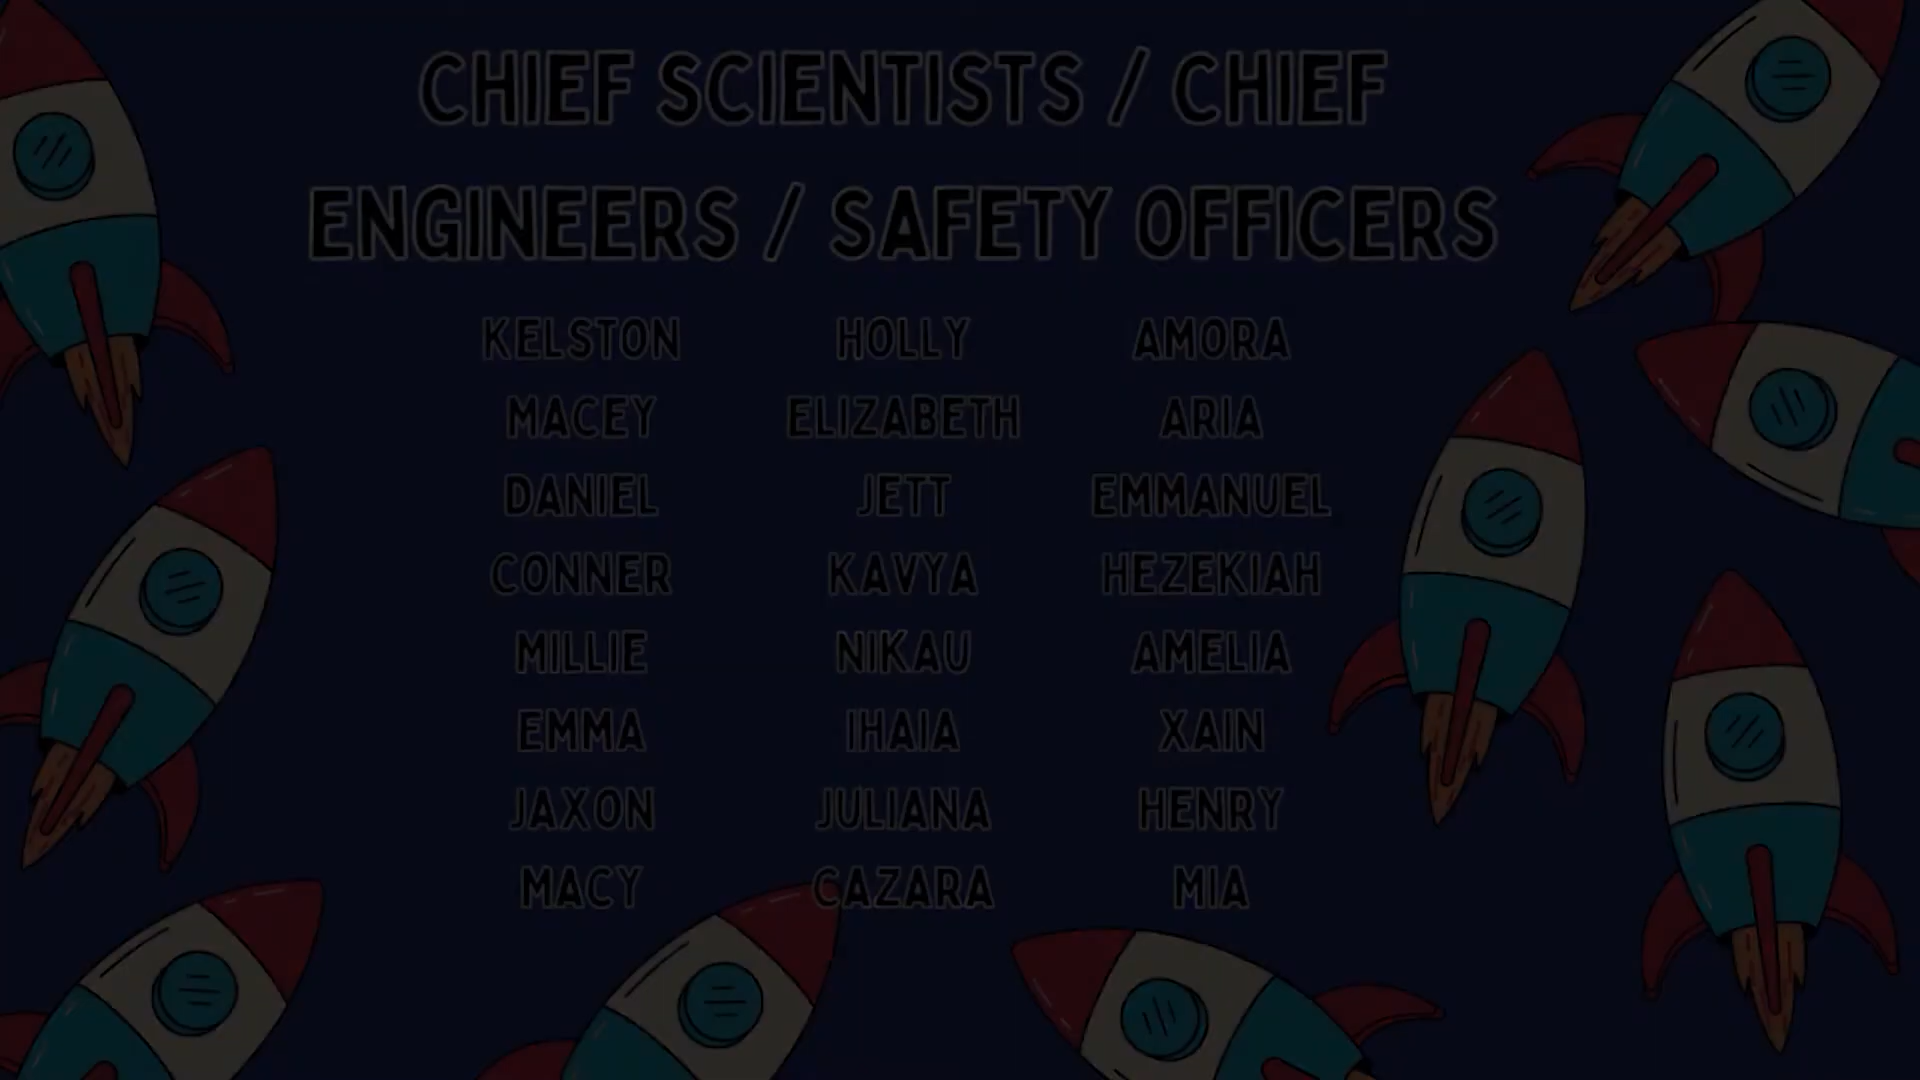 CHIEF SCIENTISTS / CHIEF
ENGINEERS / SAFETY OFFICERS
KELSTON HOLLY AMORA
MACEY ELIZABETH ARIA
DANIEL JETT EMMANUEL
CONNER KAVYA HEZEKIAH
MILLIE NIKAU AMELIA
EMMA IHAIA XAIN
JAXON JULIANA HENRY
MACY CAZARA MIA